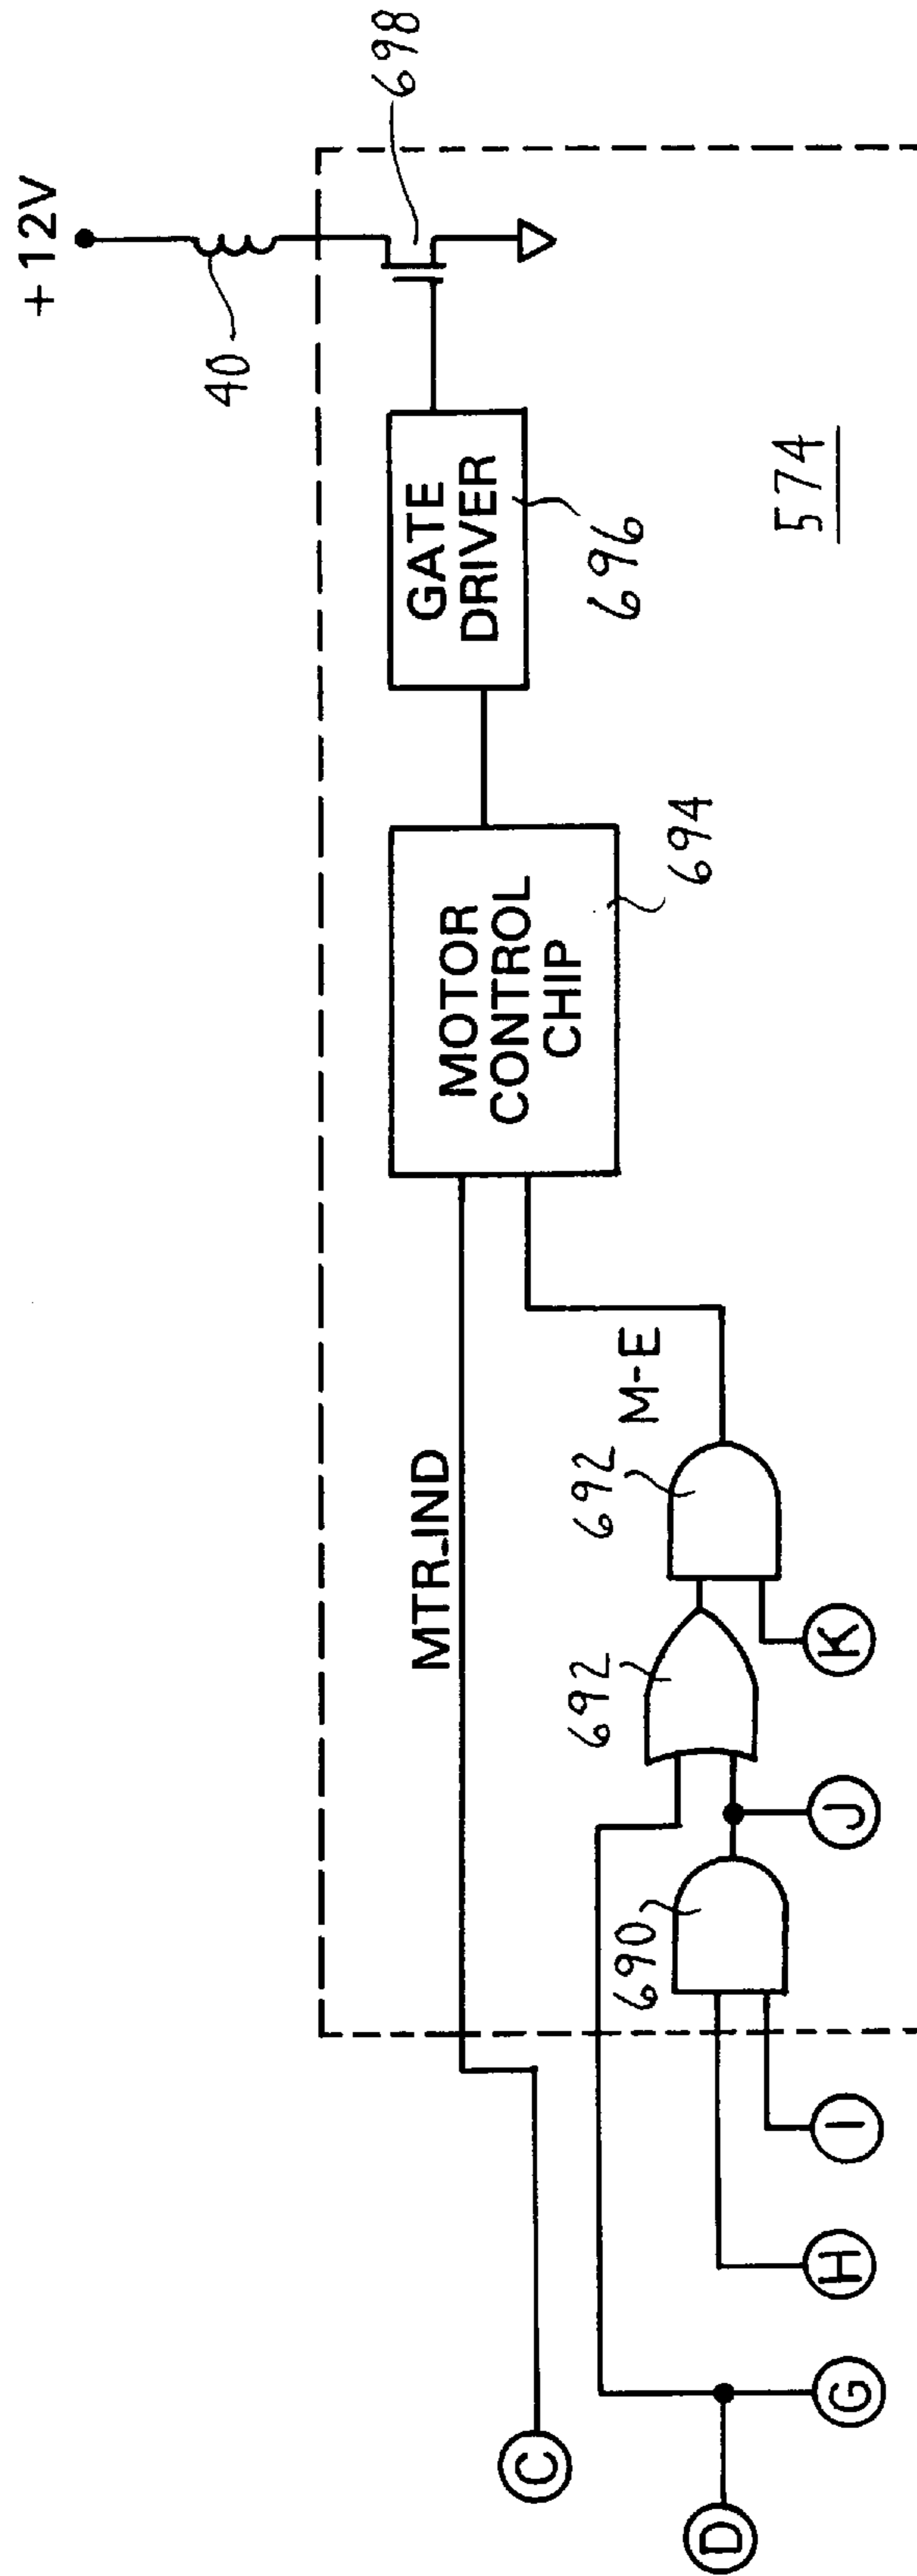 +12V
40
698
GATE
DRIVER
696
574
MOTOR
CONTROL
CHIP
694
MTR_IND
M-E
692
692
690
K
J
I
H
G
C
D